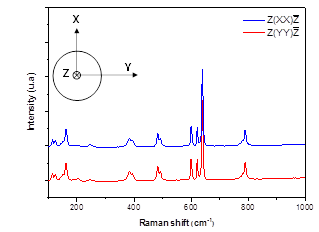 X
Y
Z
Z(XX)Z̅
Z(YY)Z̅
Intensity (u.a)
200 400 600 800 1000
Raman shift (cm⁻¹)